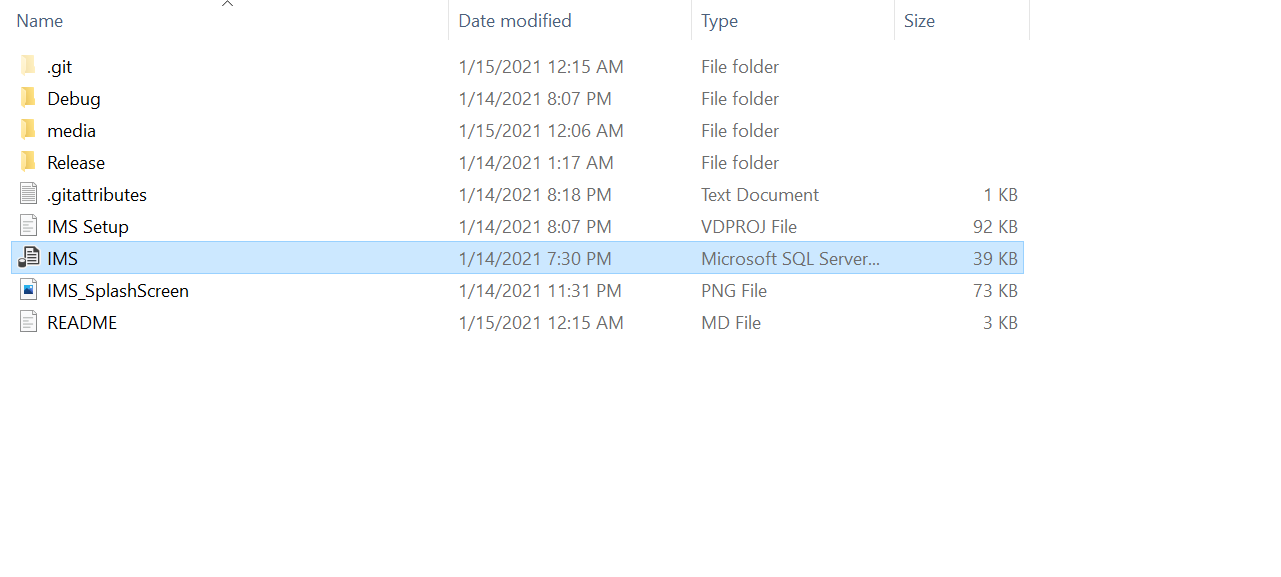 Name Date modified Type Size
.git 1/15/2021 12:15 AM File folder
Debug 1/14/2021 8:07 PM File folder
media 1/15/2021 12:06 AM File folder
Release 1/14/2021 1:17 AM File folder
.gitattributes 1/14/2021 8:18 PM Text Document 1 KB
IMS Setup 1/14/2021 8:07 PM VDPROJ File 92 KB
IMS 1/14/2021 7:30 PM Microsoft SQL Server... 39 KB
IMS_SplashScreen 1/14/2021 11:31 PM PNG File 73 KB
README 1/15/2021 12:15 AM MD File 3 KB